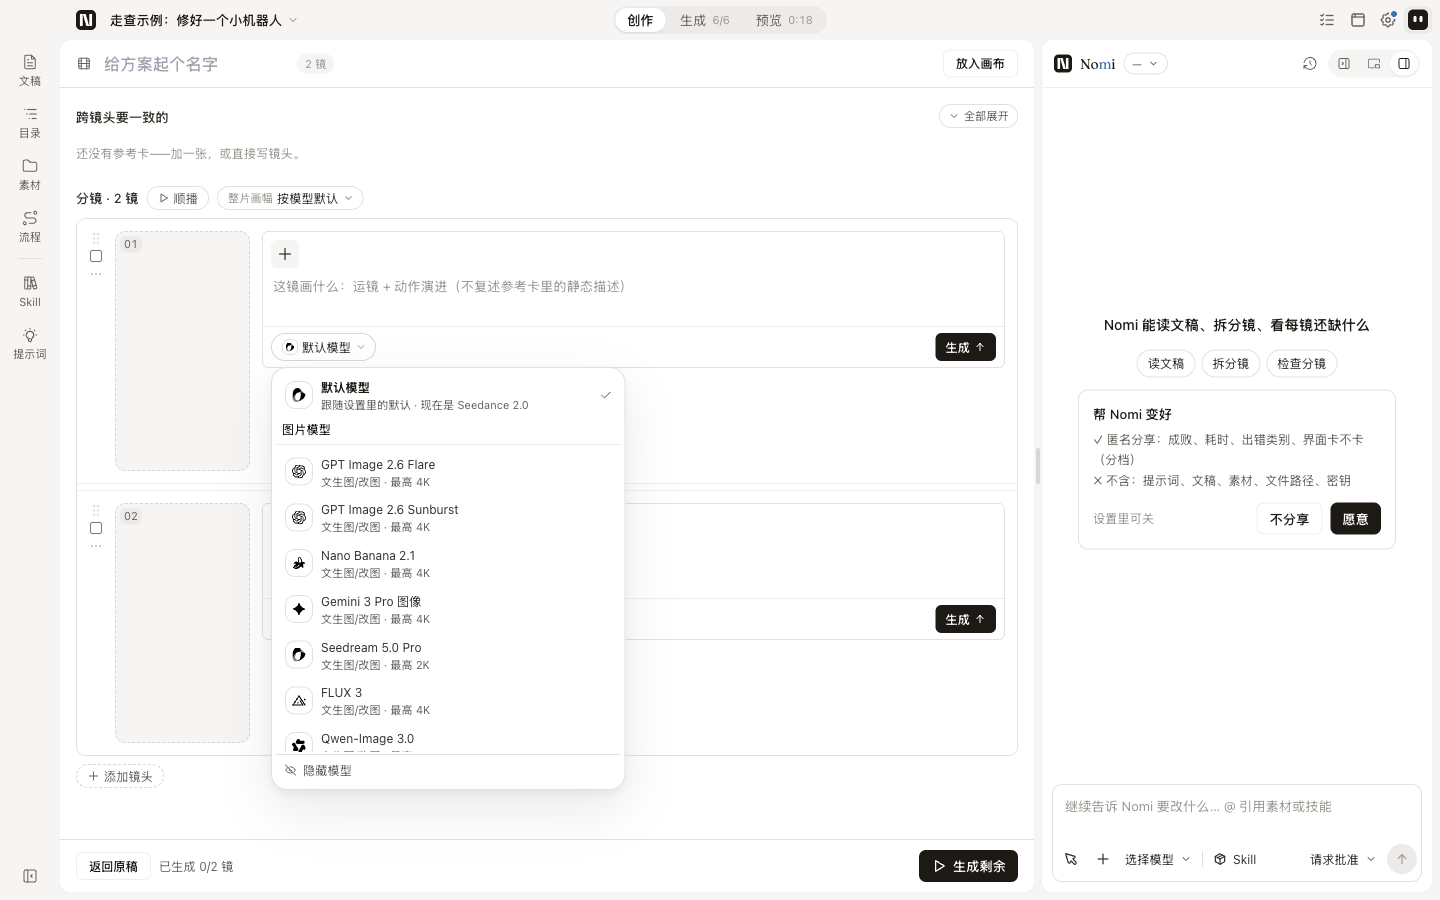 走查示例：修好一个小机器人
创作
生成 6/6
预览 0:18
文稿
目录
素材
流程
Skill
提示词
给方案起个名字
2 镜
放入画布
跨镜头要一致的
全部展开
还没有参考卡——加一张，或直接写镜头。
分镜 · 2 镜
顺播
整片画幅 按模型默认
01
这镜画什么：运镜 + 动作演进（不复述参考卡里的静态描述）
默认模型
生成
默认模型
跟随设置里的默认 · 现在是 Seedance 2.0
图片模型
GPT Image 2.6 Flare
文生图/改图 · 最高 4K
GPT Image 2.6 Sunburst
文生图/改图 · 最高 4K
Nano Banana 2.1
文生图/改图 · 最高 4K
Gemini 3 Pro 图像
文生图/改图 · 最高 4K
Seedream 5.0 Pro
文生图/改图 · 最高 2K
FLUX 3
文生图/改图 · 最高 4K
Qwen-Image 3.0
隐藏模型
02
生成
添加镜头
返回原稿
已生成 0/2 镜
生成剩余
Nomi
—
Nomi 能读文稿、拆分镜、看每镜还缺什么
读文稿
拆分镜
检查分镜
帮 Nomi 变好
✓ 匿名分享：成败、耗时、出错类别、界面卡不卡
（分档）
✕ 不含：提示词、文稿、素材、文件路径、密钥
设置里可关
不分享
愿意
继续告诉 Nomi 要改什么… @ 引用素材或技能
选择模型
Skill
请求批准